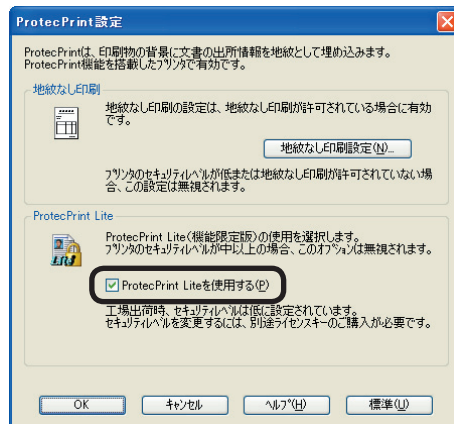 ProtecPrint設定
ProtecPrintは、印刷物の背景に文書の出所情報を地紋として埋め込みます。
ProtecPrint機能を搭載したプリンタで有効です。
地紋なし印刷
地紋なし印刷の設定は、地紋なし印刷が許可されている場合に有効
です。
地紋なし印刷設定(N)...
プリンタのセキュリティレベルが低または地紋なし印刷が許可されていない場
合、この設定は無視されます。
ProtecPrint Lite
ProtecPrint Lite(機能限定版)の使用を選択します。
プリンタのセキュリティレベルが中以上の場合、このオプションは無視されます。
ProtecPrint Liteを使用する(P)
工場出荷時、セキュリティレベルは低に設定されています。
セキュリティレベルを変更するには、別途ライセンスキーのご購入が必要です。
OK キャンセル ヘルプ(H) 標準(U)